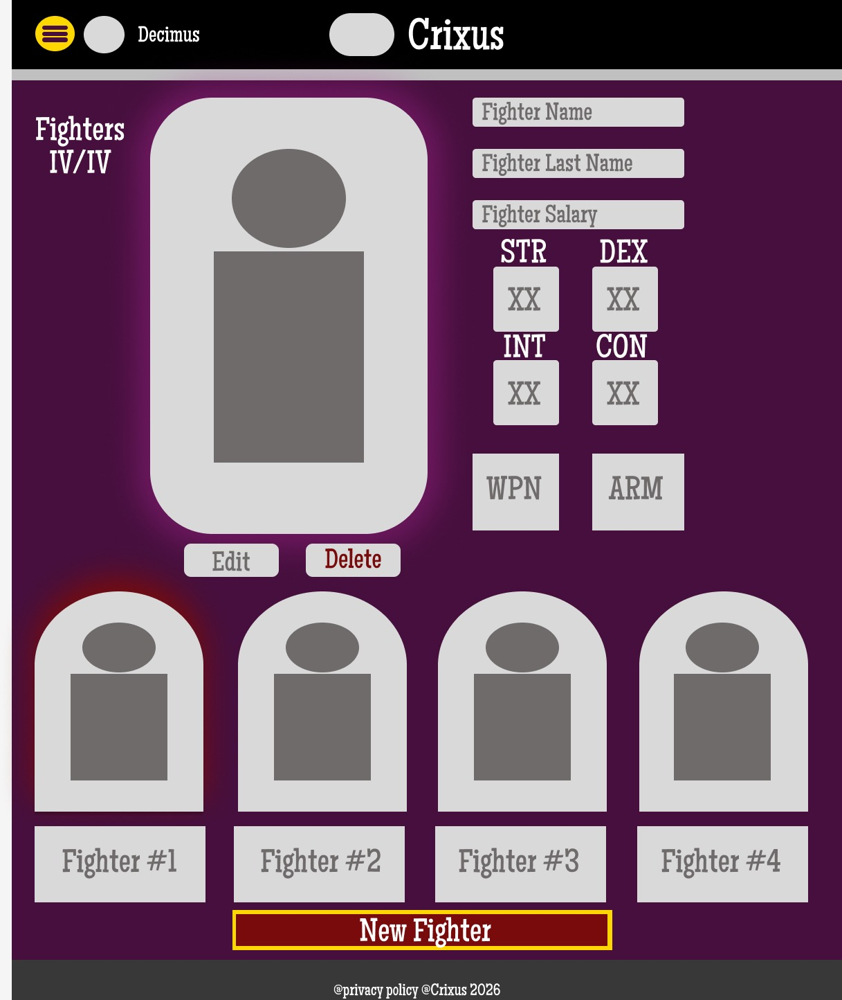 Decimus
Crixus
Fighters
IV/IV
Fighter Name
Fighter Last Name
Fighter Salary
STR
DEX
XX
XX
INT
CON
XX
XX
WPN
ARM
Edit
Delete
Fighter #1
Fighter #2
Fighter #3
Fighter #4
New Fighter
@privacy policy @Crixus 2026